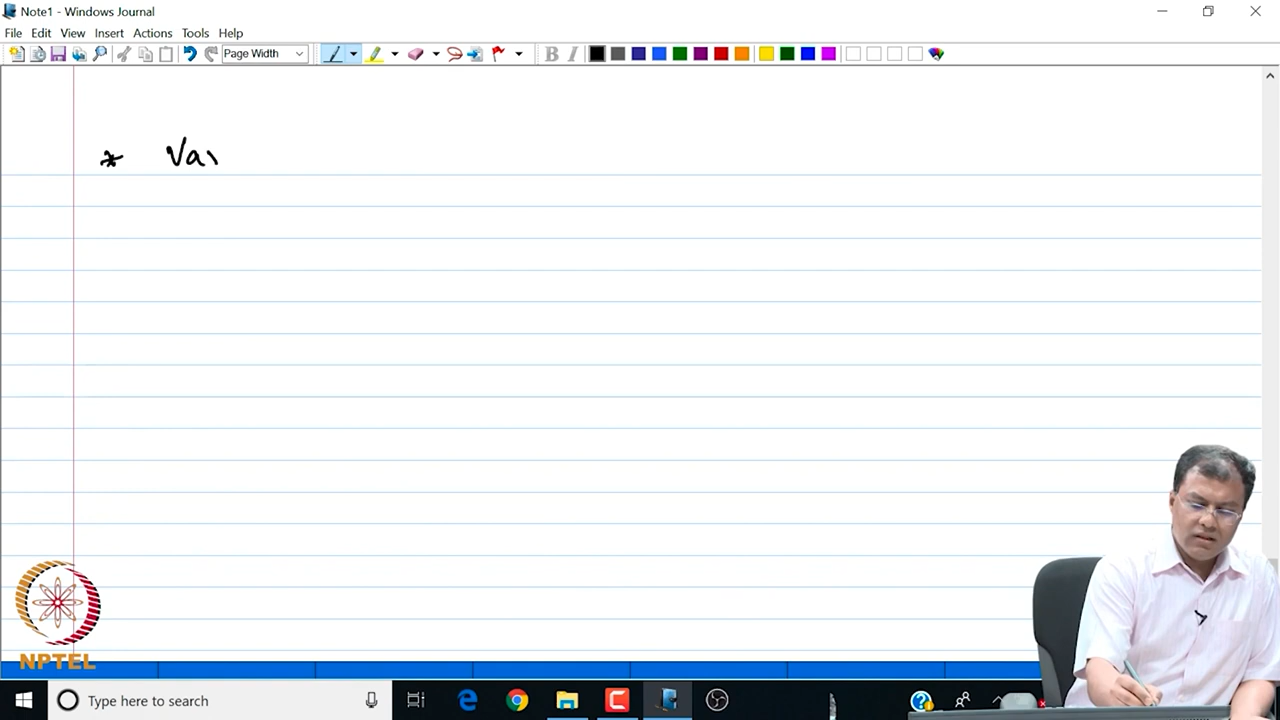 Note1 - Windows Journal
File Edit View Insert Actions Tools Help
Page Width B I
* Var
NPTEL
Type here to search